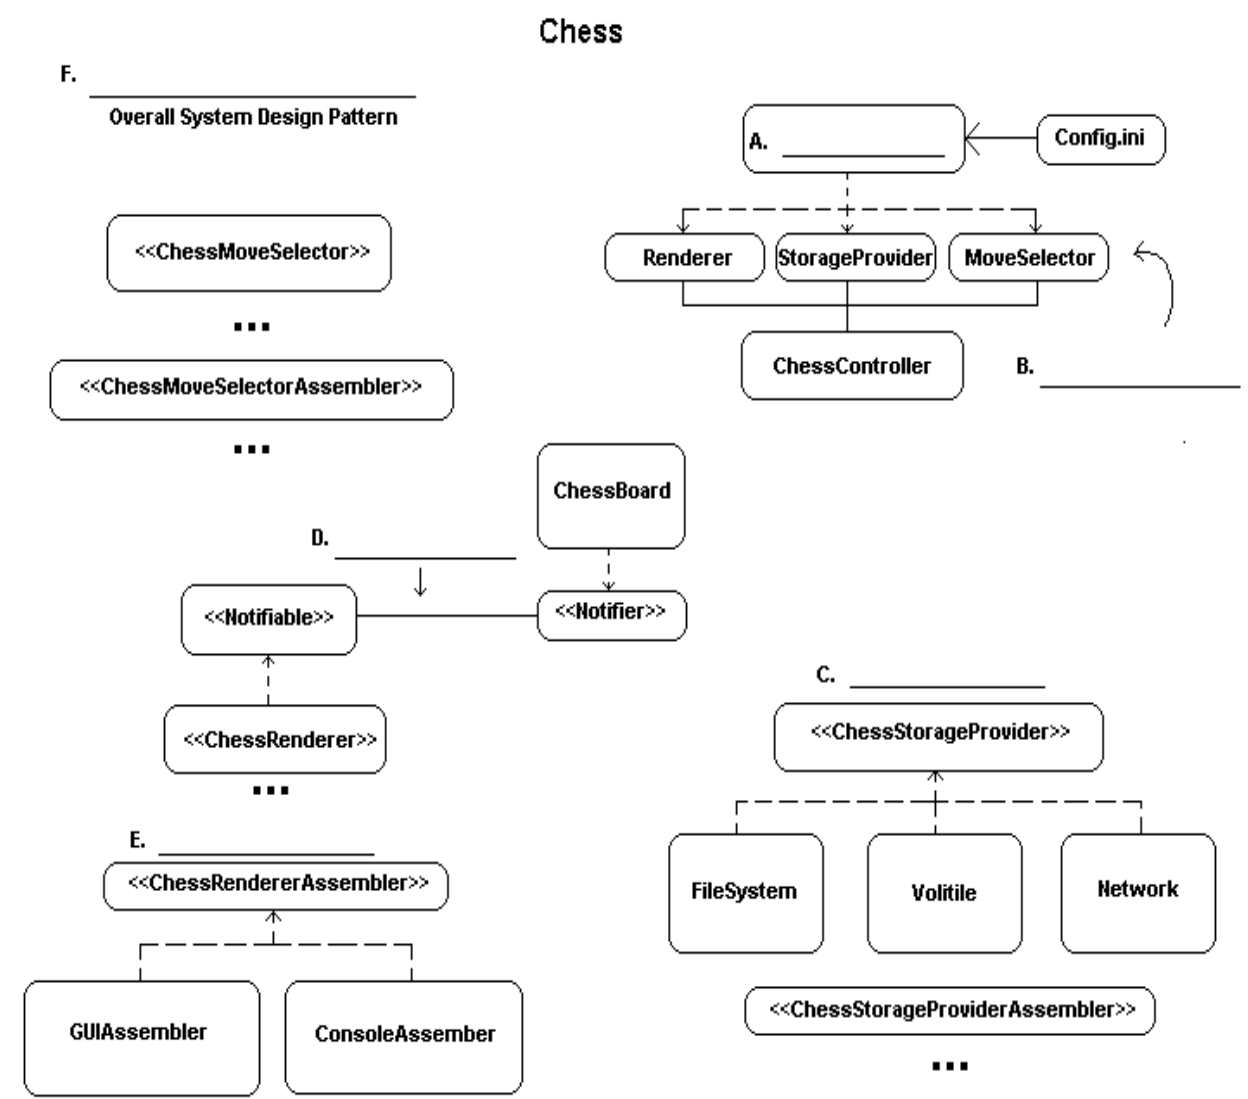 Chess
F.
Overall System Design Pattern
A.
Config.ini
Renderer
StorageProvider
MoveSelector
ChessController
B.
<<ChessMoveSelector>>
...
<<ChessMoveSelectorAssembler>>
...
ChessBoard
D.
<<Notifiable>>
<<Notifier>>
<<ChessRenderer>>
...
C.
<<ChessStorageProvider>>
FileSystem
Volitile
Network
E.
<<ChessRendererAssembler>>
GUIAssembler
ConsoleAssember
<<ChessStorageProviderAssembler>>
...